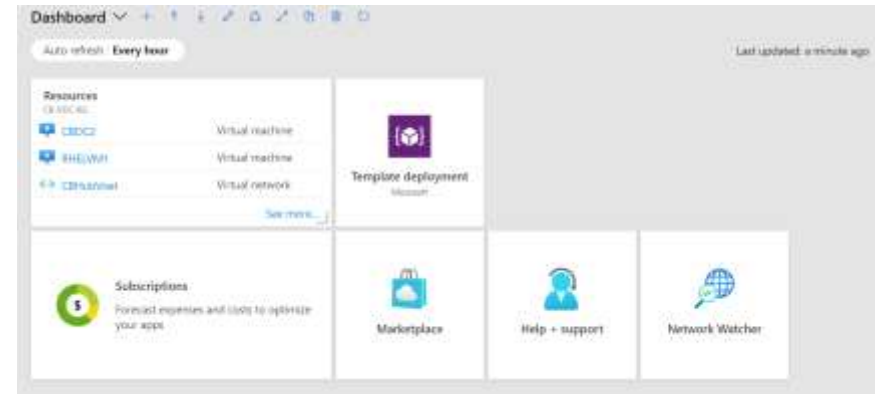 Dashboard
Auto refresh : Every hour
Last updated: a minute ago
Resources
CBDC2 Virtual machine
RHELVM1 Virtual machine
Virtual network
See more...
Template deployment
Microsoft
$
Subscriptions
Forecast expenses and costs to optimize
your apps
Marketplace
Help + support
Network Watcher